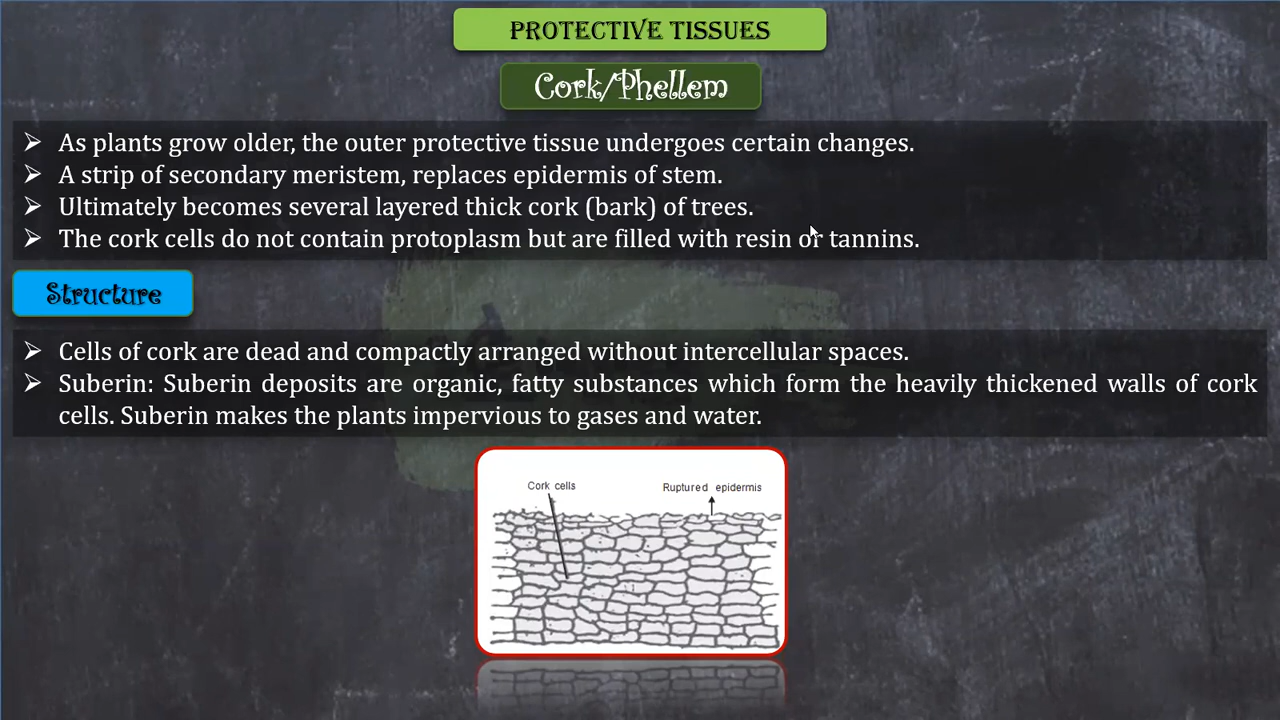 PROTECTIVE TISSUES
Cork/Phellem
➢ As plants grow older, the outer protective tissue undergoes certain changes.
➢ A strip of secondary meristem, replaces epidermis of stem.
➢ Ultimately becomes several layered thick cork (bark) of trees.
➢ The cork cells do not contain protoplasm but are filled with resin or tannins.
Structure
➢ Cells of cork are dead and compactly arranged without intercellular spaces.
➢ Suberin: Suberin deposits are organic, fatty substances which form the heavily thickened walls of cork
cells. Suberin makes the plants impervious to gases and water.
Cork cells
Ruptured epidermis